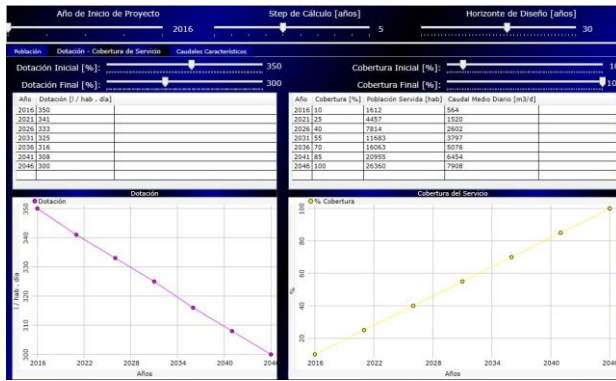 Año de Inicio de Proyecto
2016
Step de Cálculo [años]
5
Horizonte de Diseño [años]
30
Población
Dotación - Cobertura de Servicio
Caudales Característicos
Dotación Inicial [%]:
350
Dotación Final [%]:
300
Cobertura Inicial [%]:
10
Cobertura Final [%]:
Año Dotación [l / hab . día]
2016 350
2021 341
2026 333
2031 325
2036 316
2041 308
2046 300
Año Cobertura [%] Población Servida [hab] Caudal Medio Diario [m3/d]
2016 10 1612 564
2021 25 4457 1520
2026 40 7814 2602
2031 55 11683 3797
2036 70 16063 5076
2041 85 20955 6454
2046 100 26360 7908
Dotación
Dotación
350
340
330
320
310
300
l / hab . día
2016 2022 2028 2034 2040 2046
Años
Cobertura del Servicio
% Cobertura
100
80
60
40
20
%
2016 2022 2028 2034 2040 2046
Años